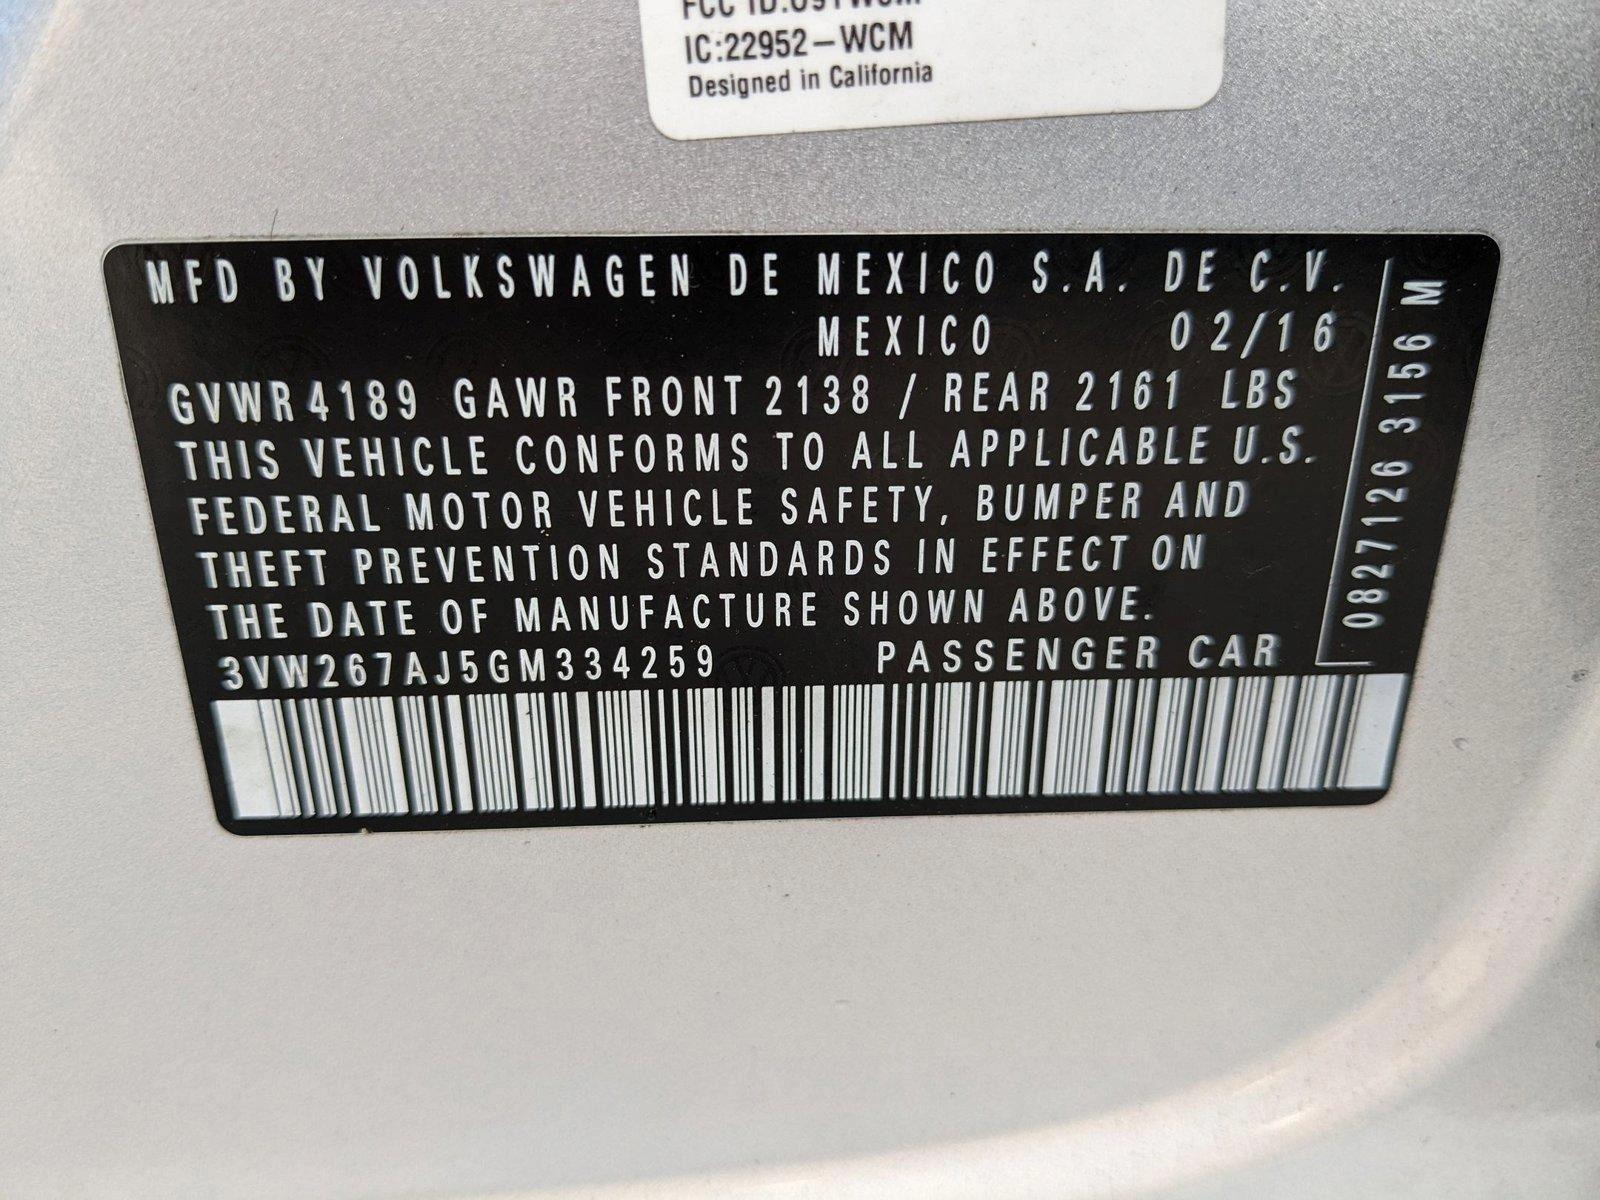 IC:22952-WCM
Designed in California
MFD BY VOLKSWAGEN DE MEXICO S.A. DE C.V.
MEXICO 02/16
GVWR 4189 GAWR FRONT 2138 / REAR 2161 LBS
THIS VEHICLE CONFORMS TO ALL APPLICABLE U.S.
FEDERAL MOTOR VEHICLE SAFETY, BUMPER AND
THEFT PREVENTION STANDARDS IN EFFECT ON
THE DATE OF MANUFACTURE SHOWN ABOVE.
3VW267AJ5GM334259 PASSENGER CAR
0827126 3156 M